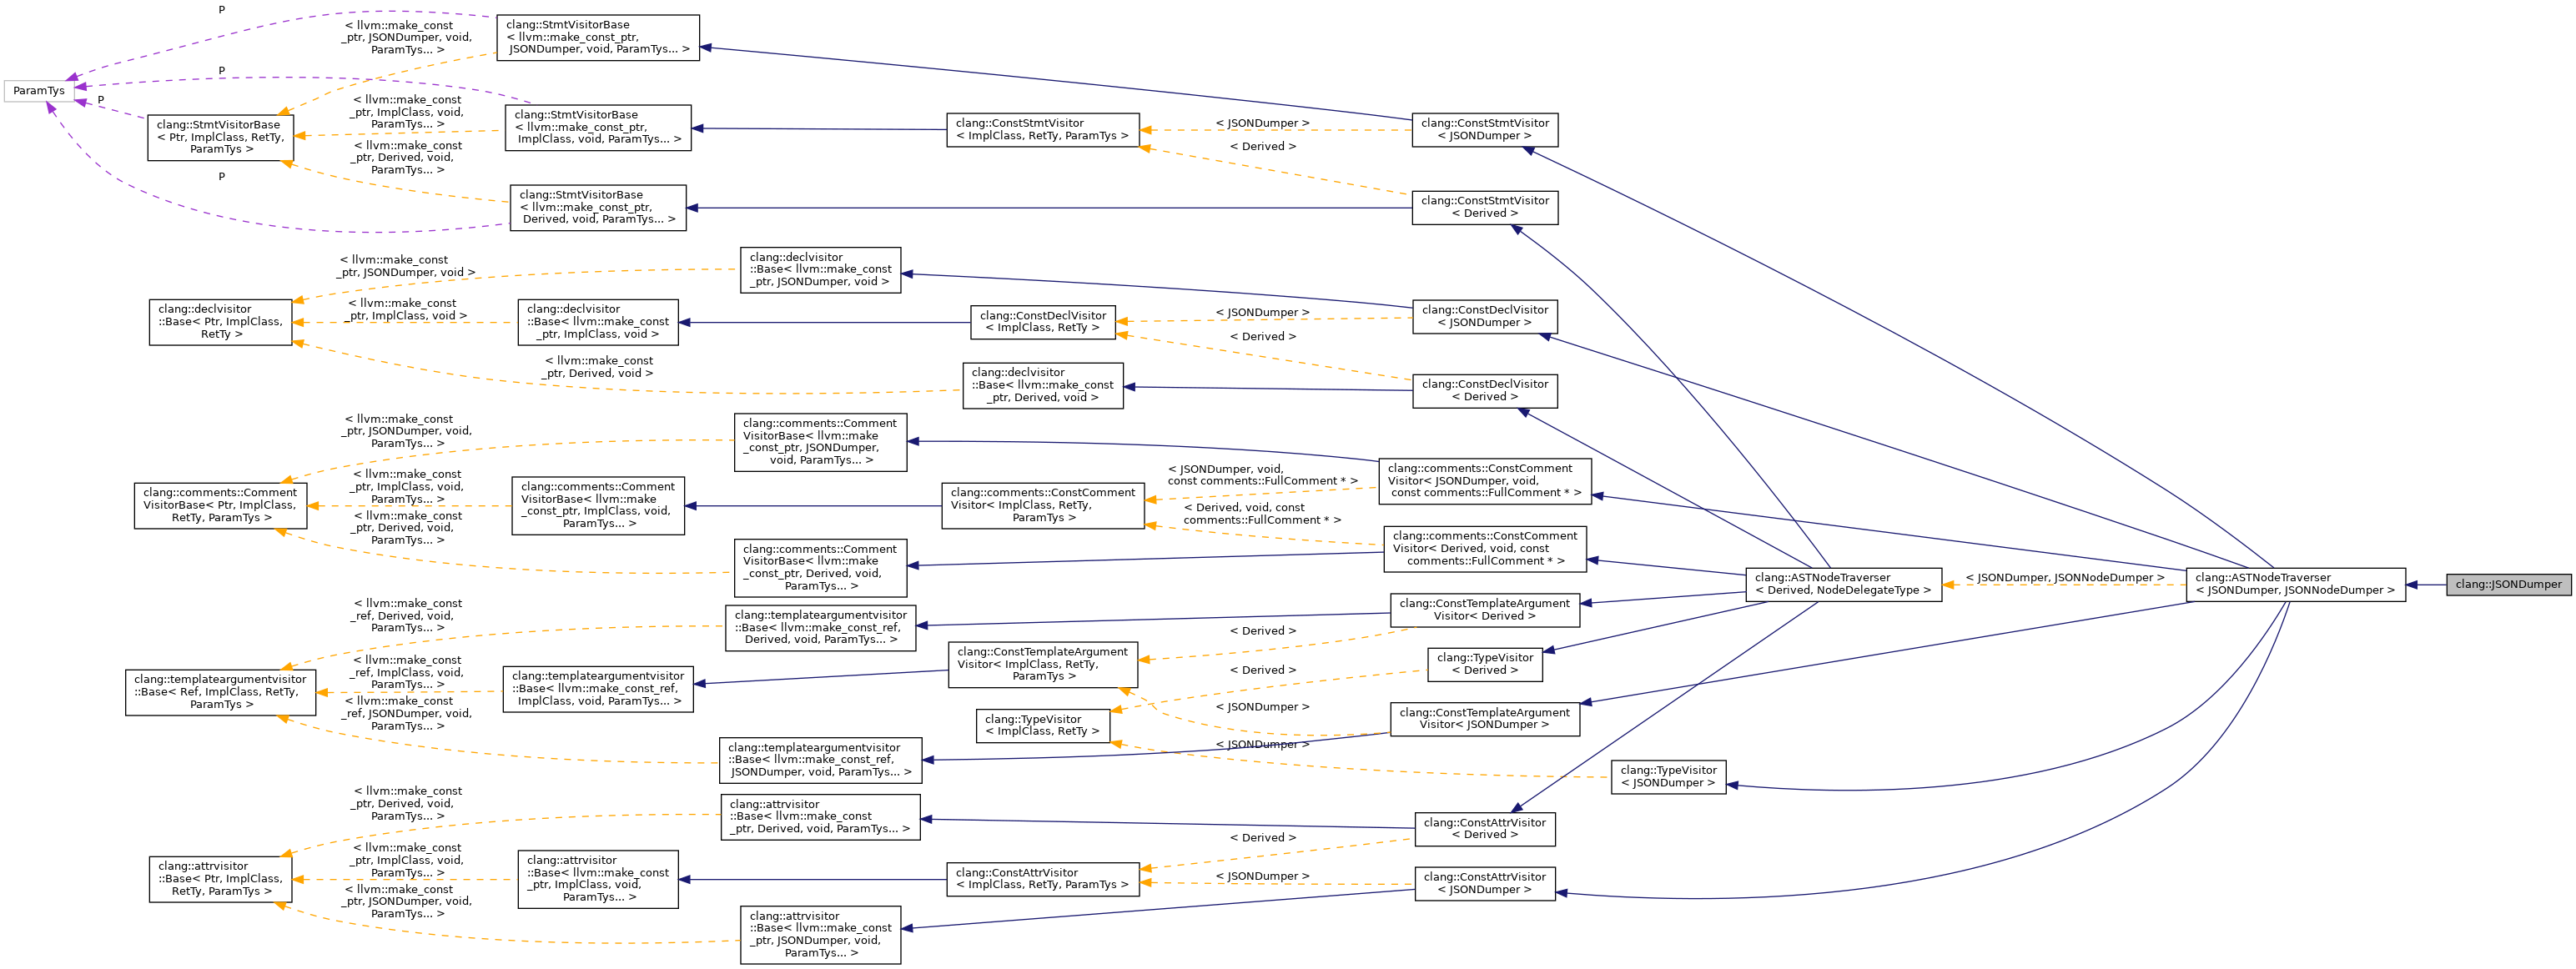 P
clang::StmtVisitorBase
< llvm::make_const_ptr,
JSONDumper, void, ParamTys... >
< llvm::make_const
_ptr, JSONDumper, void,
ParamTys... >
P
ParamTys
P
< llvm::make_const
_ptr, ImplClass, void,
ParamTys... >
clang::StmtVisitorBase
< llvm::make_const_ptr,
ImplClass, void, ParamTys... >
clang::StmtVisitorBase
< Ptr, ImplClass, RetTy,
ParamTys >
clang::ConstStmtVisitor
< ImplClass, RetTy, ParamTys >
< JSONDumper >
clang::ConstStmtVisitor
< JSONDumper >
< llvm::make_const
_ptr, Derived, void,
ParamTys... >
< Derived >
P
clang::StmtVisitorBase
< llvm::make_const_ptr,
Derived, void, ParamTys... >
clang::ConstStmtVisitor
< Derived >
< llvm::make_const
_ptr, JSONDumper, void >
clang::declvisitor
::Base< llvm::make_const
_ptr, JSONDumper, void >
clang::declvisitor
::Base< Ptr, ImplClass,
RetTy >
< llvm::make_const
_ptr, ImplClass, void >
clang::declvisitor
::Base< llvm::make_const
_ptr, ImplClass, void >
clang::ConstDeclVisitor
< ImplClass, RetTy >
< JSONDumper >
clang::ConstDeclVisitor
< JSONDumper >
< Derived >
< llvm::make_const
_ptr, Derived, void >
clang::declvisitor
::Base< llvm::make_const
_ptr, Derived, void >
clang::ConstDeclVisitor
< Derived >
< llvm::make_const
_ptr, JSONDumper, void,
ParamTys... >
clang::comments::Comment
VisitorBase< llvm::make
_const_ptr, JSONDumper,
void, ParamTys... >
< JSONDumper, void,
const comments::FullComment * >
clang::comments::ConstComment
Visitor< JSONDumper, void,
const comments::FullComment * >
clang::comments::Comment
VisitorBase< Ptr, ImplClass,
RetTy, ParamTys >
< llvm::make_const
_ptr, ImplClass, void,
ParamTys... >
clang::comments::Comment
VisitorBase< llvm::make
_const_ptr, ImplClass, void,
ParamTys... >
clang::comments::ConstComment
Visitor< ImplClass, RetTy,
ParamTys >
< Derived, void, const
comments::FullComment * >
< llvm::make_const
_ptr, Derived, void,
ParamTys... >
clang::comments::Comment
VisitorBase< llvm::make
_const_ptr, Derived, void,
ParamTys... >
clang::comments::ConstComment
Visitor< Derived, void, const
comments::FullComment * >
clang::ASTNodeTraverser
< Derived, NodeDelegateType >
< JSONDumper, JSONNodeDumper >
clang::ASTNodeTraverser
< JSONDumper, JSONNodeDumper >
clang::JSONDumper
< llvm::make_const
_ref, Derived, void,
ParamTys... >
clang::templateargumentvisitor
::Base< llvm::make_const_ref,
Derived, void, ParamTys... >
< Derived >
clang::ConstTemplateArgument
Visitor< Derived >
clang::templateargumentvisitor
::Base< Ref, ImplClass, RetTy,
ParamTys >
< llvm::make_const
_ref, ImplClass, void,
ParamTys... >
clang::templateargumentvisitor
::Base< llvm::make_const_ref,
ImplClass, void, ParamTys... >
clang::ConstTemplateArgument
Visitor< ImplClass, RetTy,
ParamTys >
< Derived >
clang::TypeVisitor
< Derived >
< llvm::make_const
_ref, JSONDumper, void,
ParamTys... >
clang::TypeVisitor
< ImplClass, RetTy >
< JSONDumper >
clang::ConstTemplateArgument
Visitor< JSONDumper >
clang::templateargumentvisitor
::Base< llvm::make_const_ref,
JSONDumper, void, ParamTys... >
< JSONDumper >
clang::TypeVisitor
< JSONDumper >
< llvm::make_const
_ptr, Derived, void,
ParamTys... >
clang::attrvisitor
::Base< llvm::make_const
_ptr, Derived, void, ParamTys... >
< Derived >
clang::ConstAttrVisitor
< Derived >
clang::attrvisitor
::Base< Ptr, ImplClass,
RetTy, ParamTys >
< llvm::make_const
_ptr, ImplClass, void,
ParamTys... >
clang::attrvisitor
::Base< llvm::make_const
_ptr, ImplClass, void,
ParamTys... >
clang::ConstAttrVisitor
< ImplClass, RetTy, ParamTys >
< JSONDumper >
clang::ConstAttrVisitor
< JSONDumper >
< llvm::make_const
_ptr, JSONDumper, void,
ParamTys... >
clang::attrvisitor
::Base< llvm::make_const
_ptr, JSONDumper, void,
ParamTys... >